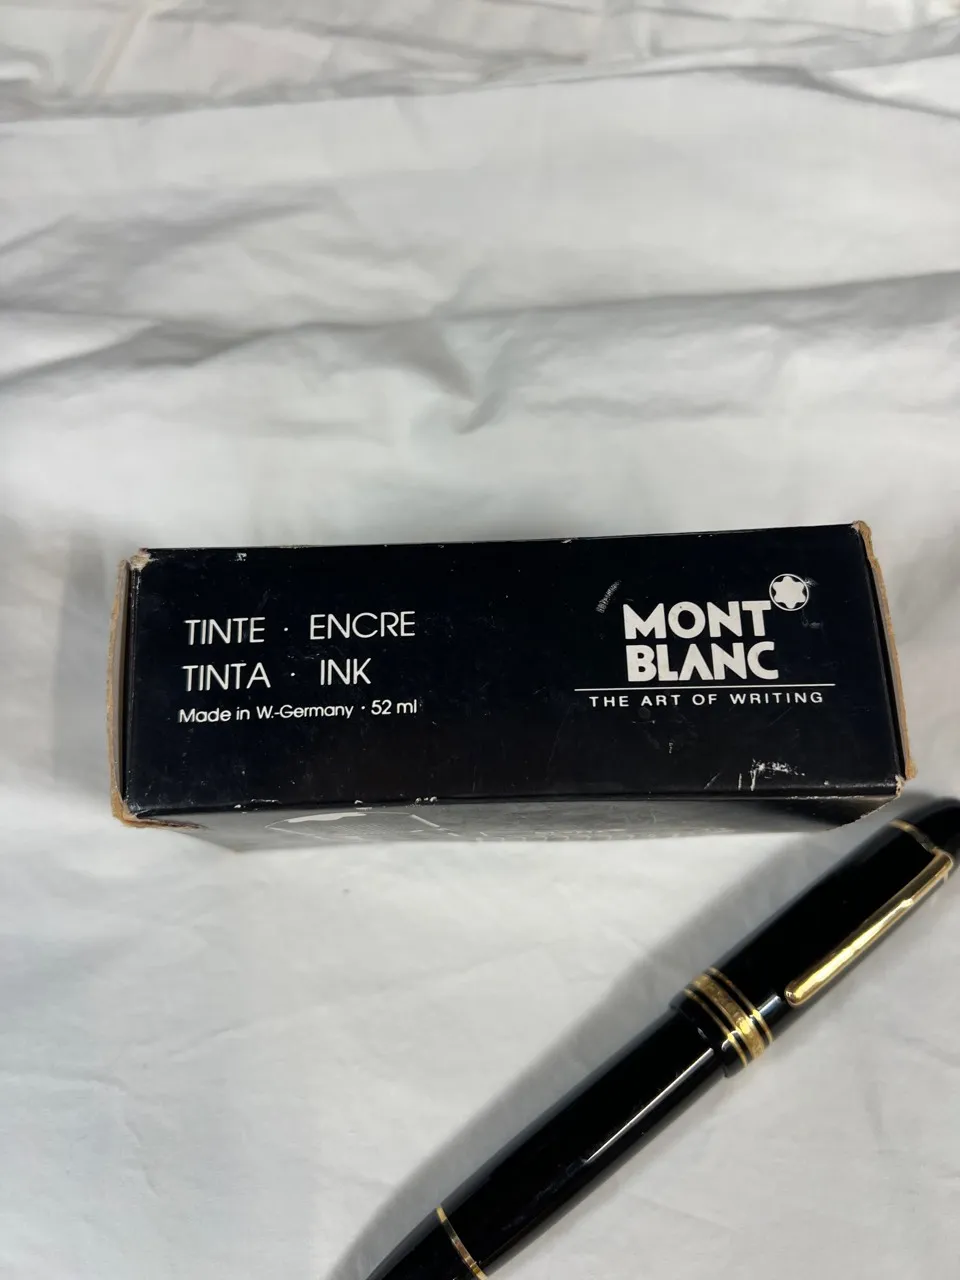 TINTE · ENCRE
TINTA · INK
Made in W.-Germany · 52 ml
MONT
BLANC
THE ART OF WRITING